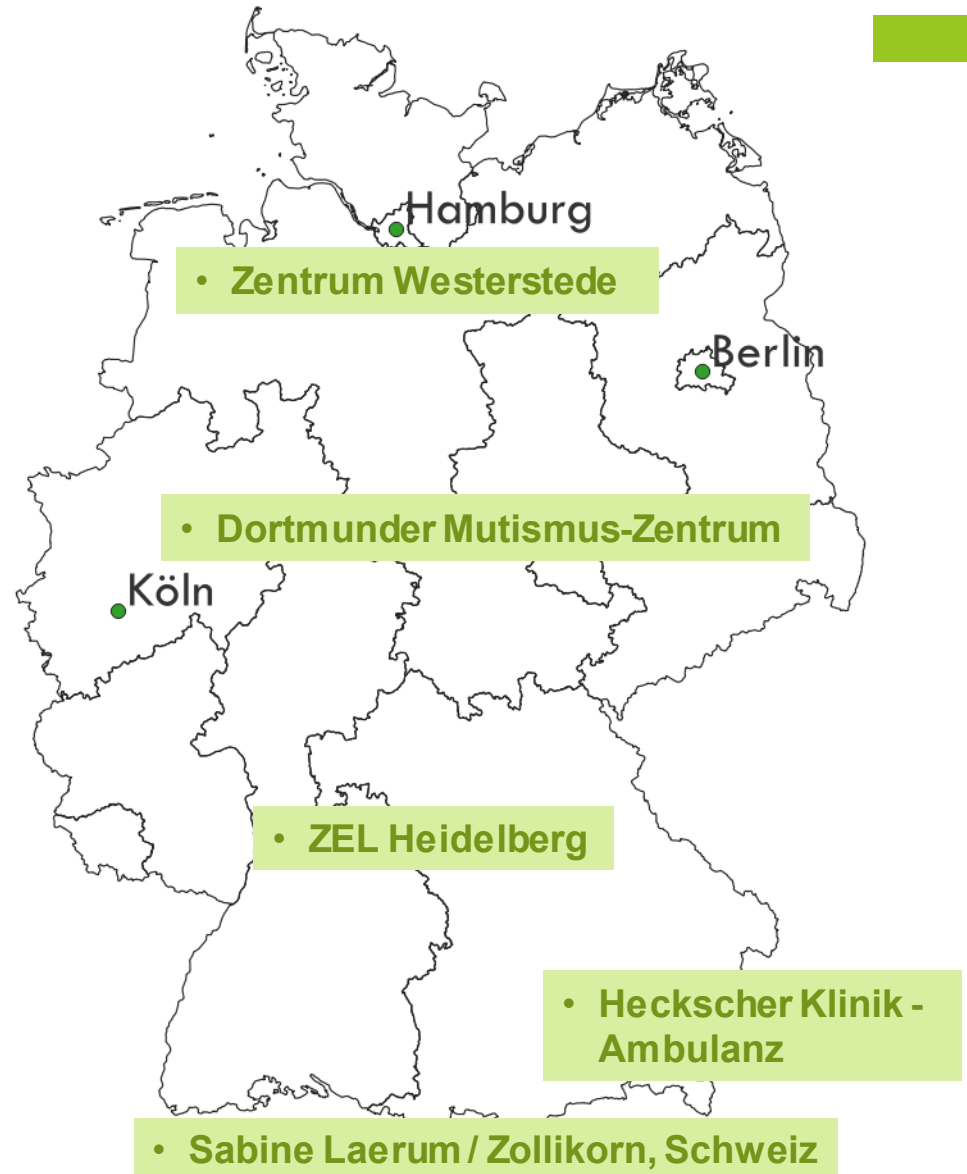 Hamburg
• Zentrum Westerstede
Berlin
• Dortmunder Mutismus-Zentrum
Köln
• ZEL Heidelberg
• Heckscher Klinik -
Ambulanz
• Sabine Laerum / Zollikorn, Schweiz